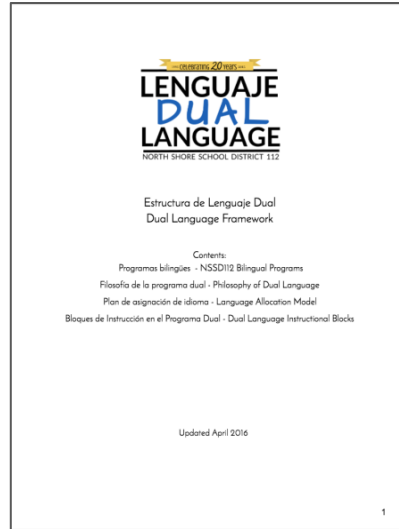 CELEBRATING 20 YEARS
LENGUAJE
DUAL
LANGUAGE
NORTH SHORE SCHOOL DISTRICT 112
Estructura de Lenguaje Dual
Dual Language Framework
Contents:
Programas bilingües - NSSD112 Bilingual Programs
Filosofía de la programa dual - Philosophy of Dual Language
Plan de asignación de idioma - Language Allocation Model
Bloques de Instrucción en el Programa Dual - Dual Language Instructional Blocks
Updated April 2016
1